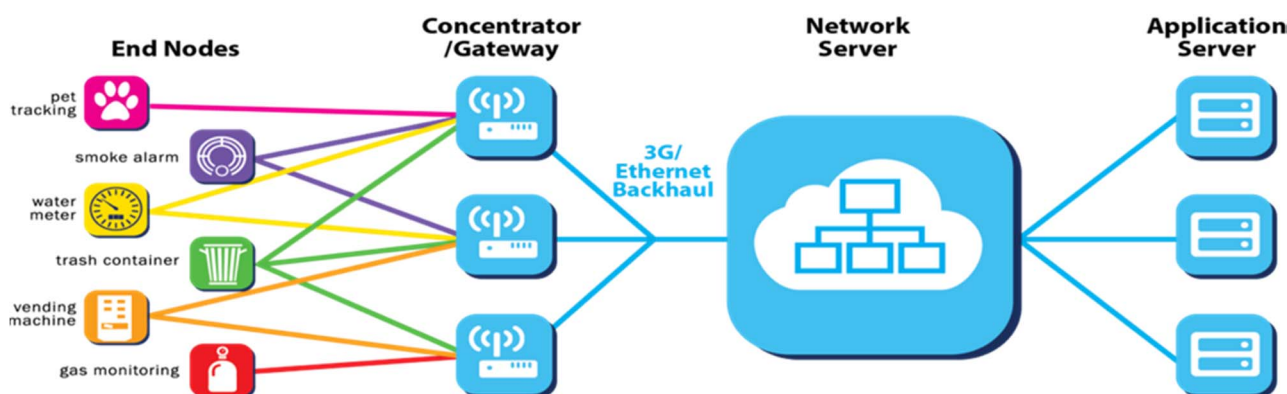 End Nodes
Concentrator
/Gateway
Network
Server
Application
Server
pet
tracking
smoke alarm
water
meter
trash container
vending
machine
gas monitoring
3G/
Ethernet
Backhaul